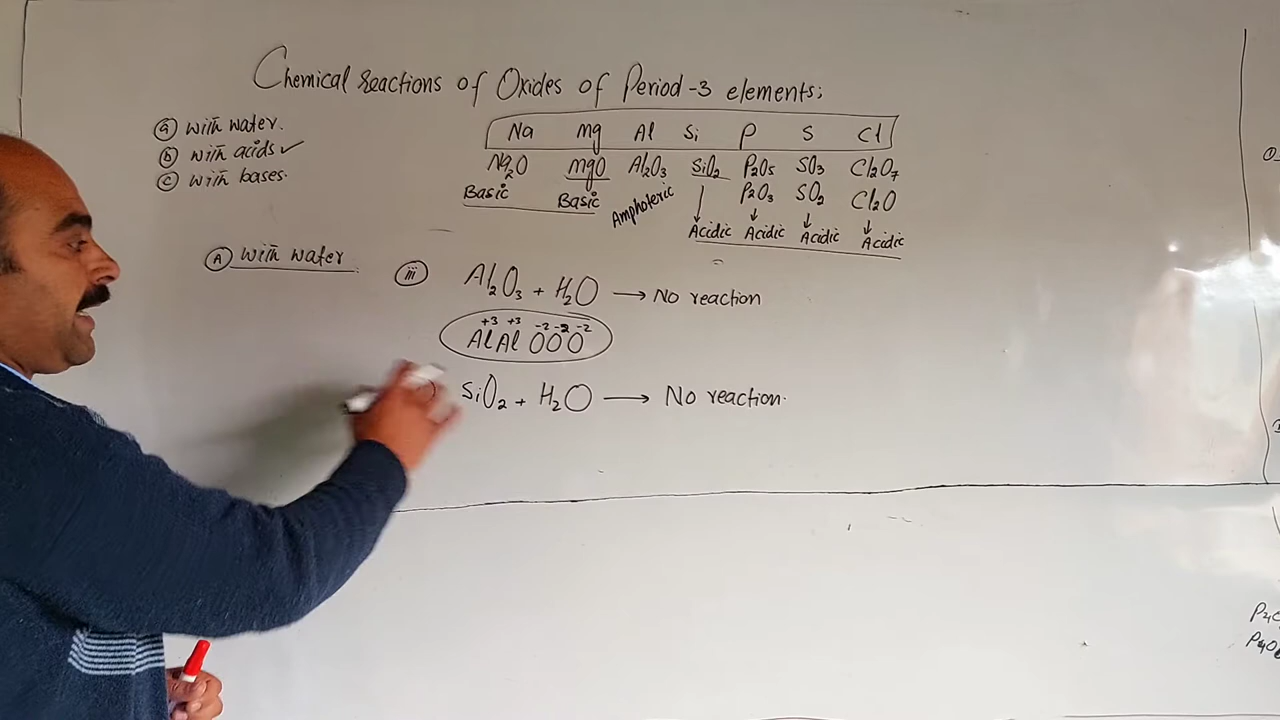 Chemical reactions of Oxides of Period-3 elements;
(a) with water.
(b) with acids ✓
(c) with bases.
Na Mg Al Si P S Cl
Na₂O MgO Al₂O₃ SiO₂ P₂O₅ SO₃ Cl₂O₇
P₂O₃ SO₂ Cl₂O
Basic Basic Amphoteric ↓ Acidic ↓ Acidic ↓ Acidic ↓ Acidic
(A) with water
(iii) Al₂O₃ + H₂O → No reaction
Al⁺³ Al⁺³ O⁻² O⁻² O⁻²
SiO₂ + H₂O → No reaction.